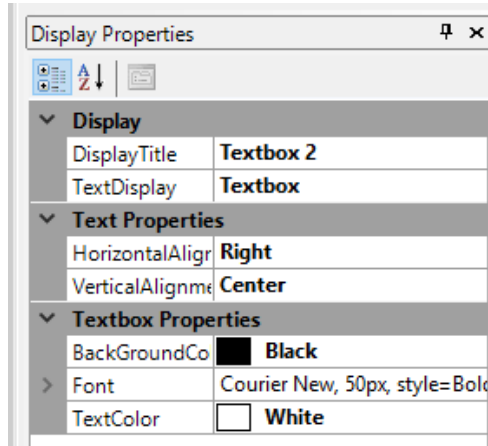 Display Properties
Display
DisplayTitle Textbox 2
TextDisplay Textbox
Text Properties
HorizontalAligr Right
VerticalAlignme Center
Textbox Properties
BackGroundCo Black
Font Courier New, 50px, style=Bold
TextColor White